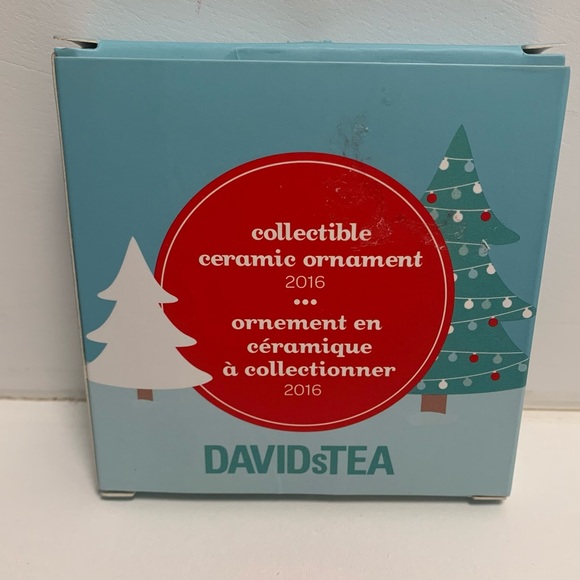 collectible
ceramic ornament
2016
•••
ornement en
céramique
à collectionner
2016
DAVIDsTEA